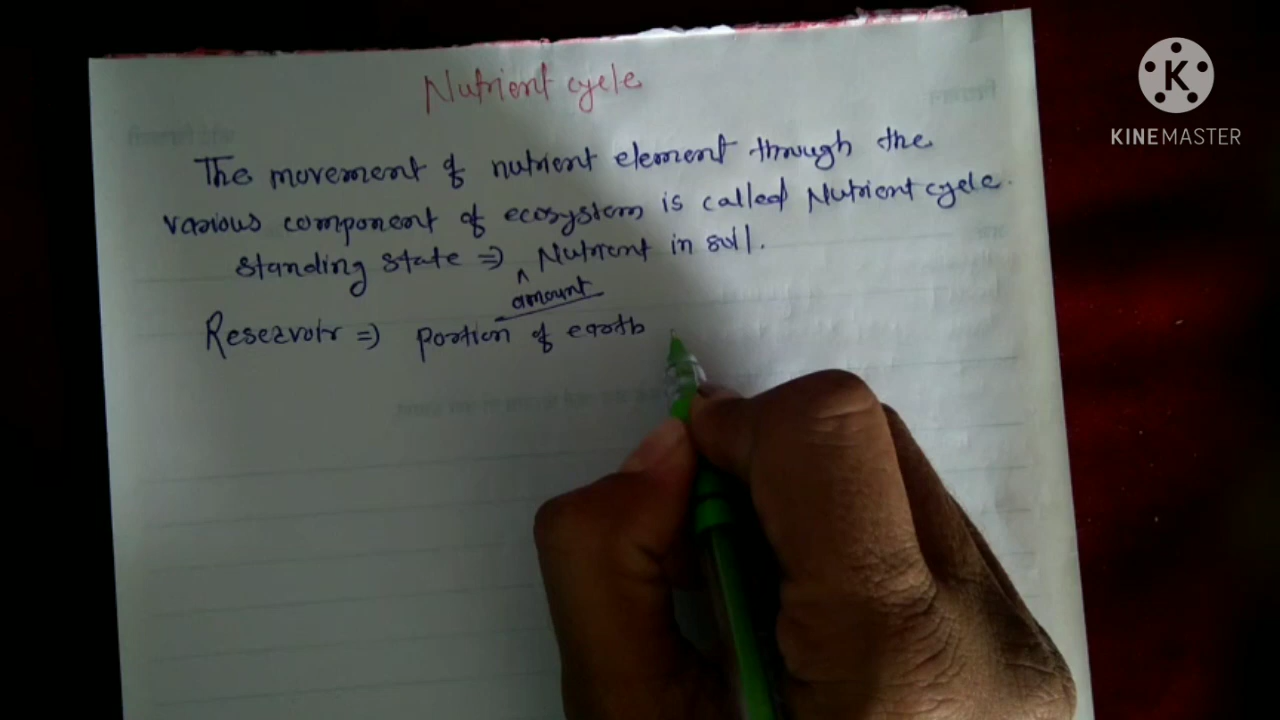 Nutrient cycle
The movement of nutrient element through the
various component of ecosystem is called Nutrient cycle.
standing state => ^ Nutrient in soil.
amount
Reservoir => portion of earth
K
KINEMASTER